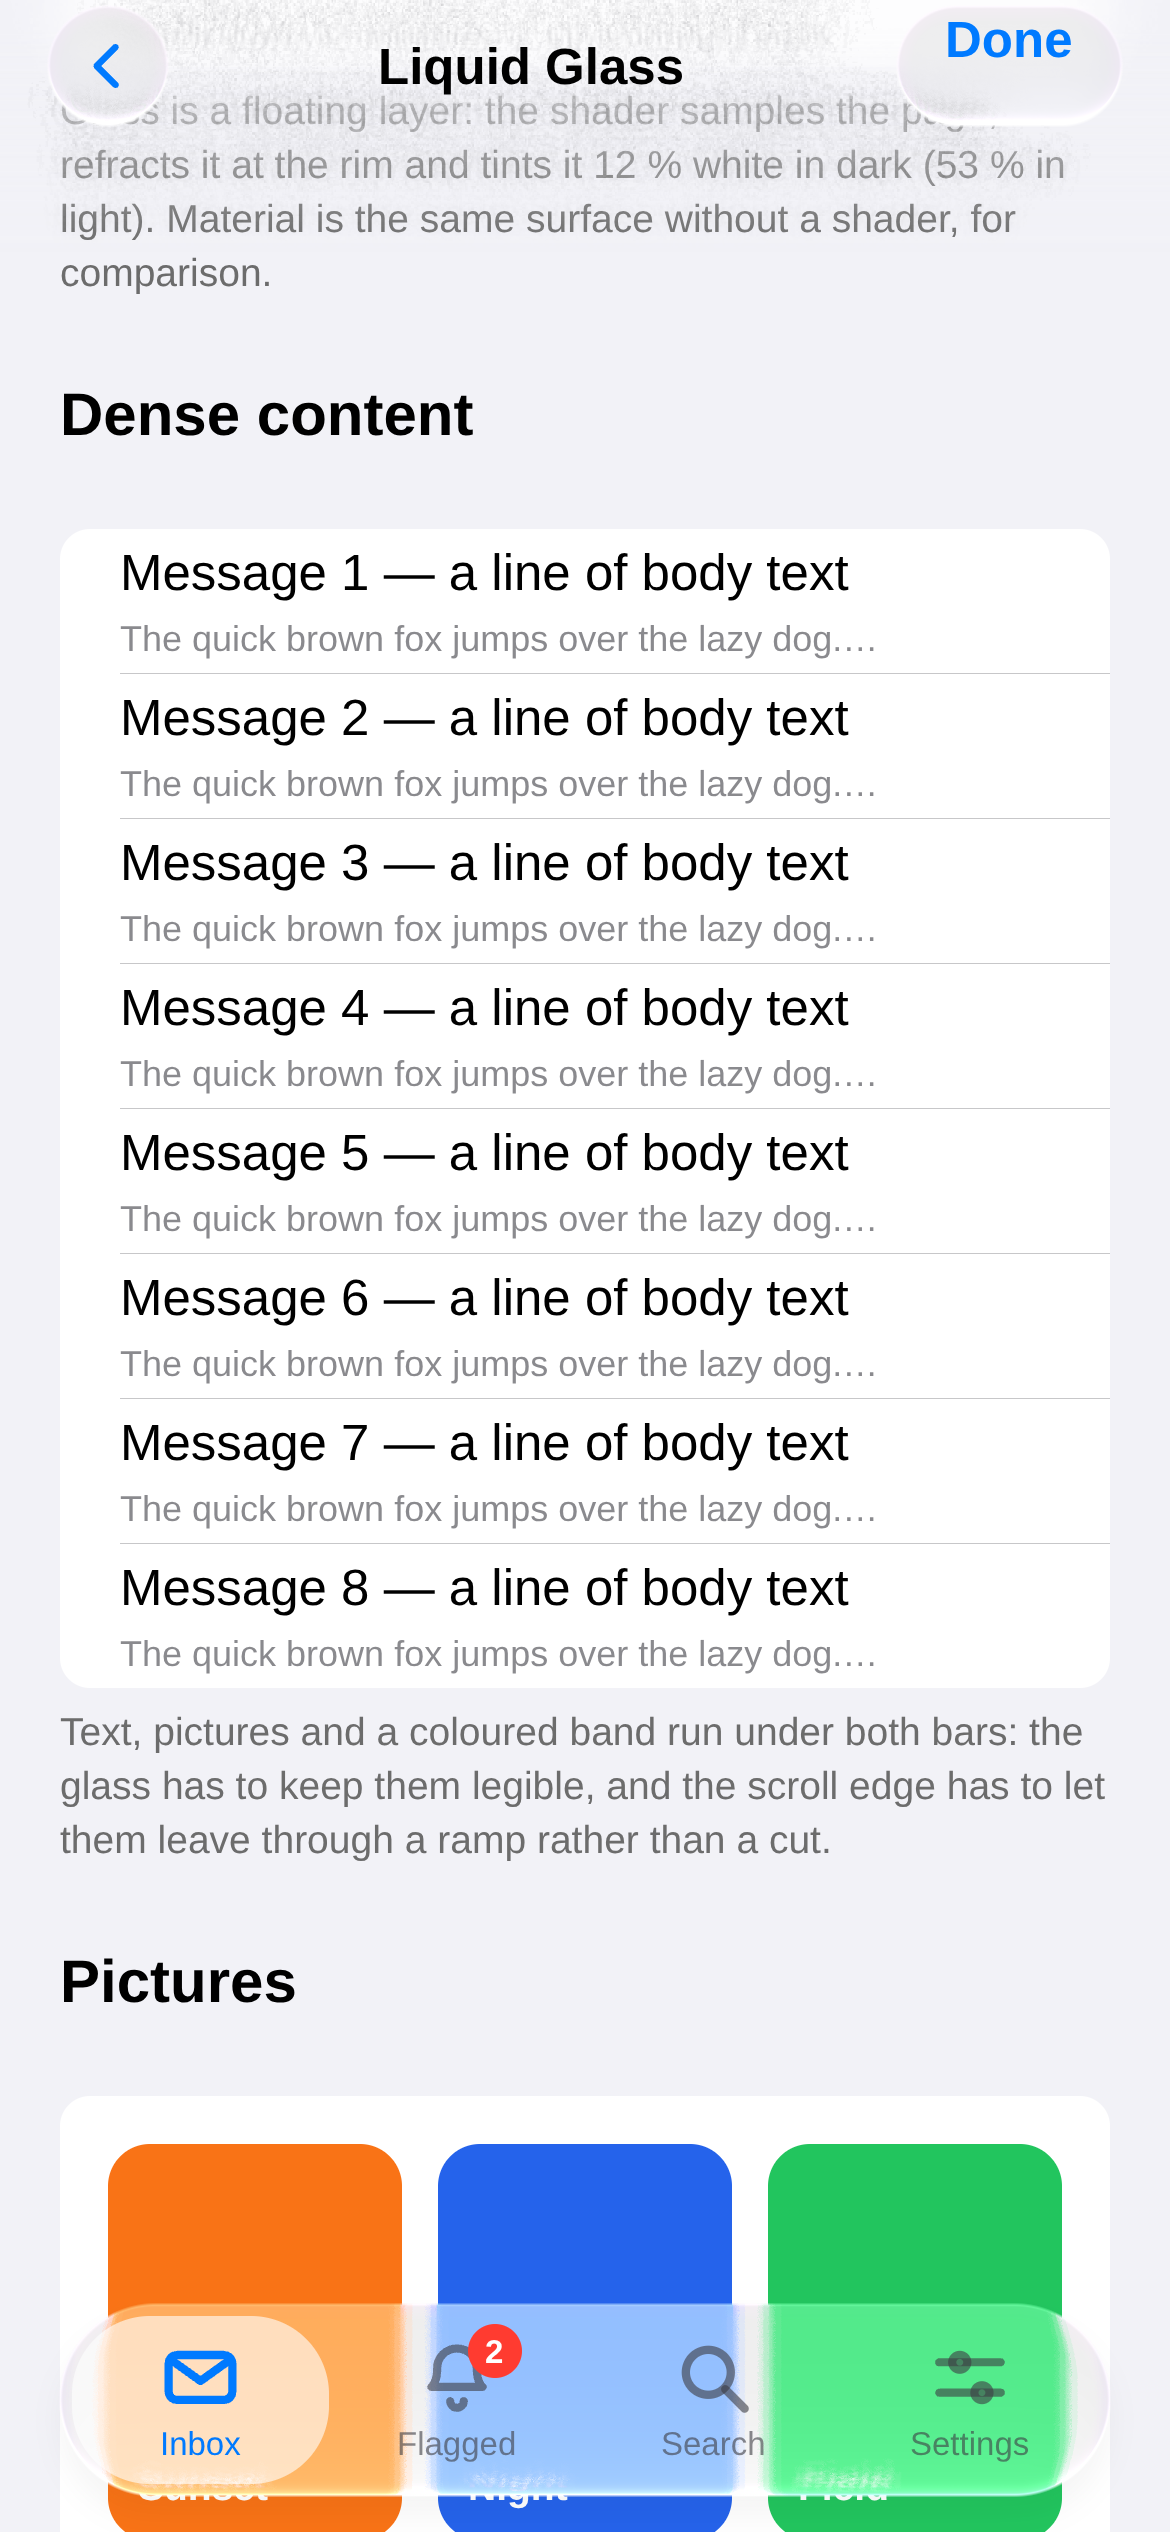 Liquid Glass
Done
is a floating layer: the shader samples the page,
refracts it at the rim and tints it 12 % white in dark (53 % in
light). Material is the same surface without a shader, for
comparison.
Dense content
Message 1 — a line of body text
The quick brown fox jumps over the lazy dog.…
Message 2 — a line of body text
The quick brown fox jumps over the lazy dog.…
Message 3 — a line of body text
The quick brown fox jumps over the lazy dog.…
Message 4 — a line of body text
The quick brown fox jumps over the lazy dog.…
Message 5 — a line of body text
The quick brown fox jumps over the lazy dog.…
Message 6 — a line of body text
The quick brown fox jumps over the lazy dog.…
Message 7 — a line of body text
The quick brown fox jumps over the lazy dog.…
Message 8 — a line of body text
The quick brown fox jumps over the lazy dog.…
Text, pictures and a coloured band run under both bars: the
glass has to keep them legible, and the scroll edge has to let
them leave through a ramp rather than a cut.
Pictures
2
Inbox
Flagged
Search
Settings
Sunset
Night
Field